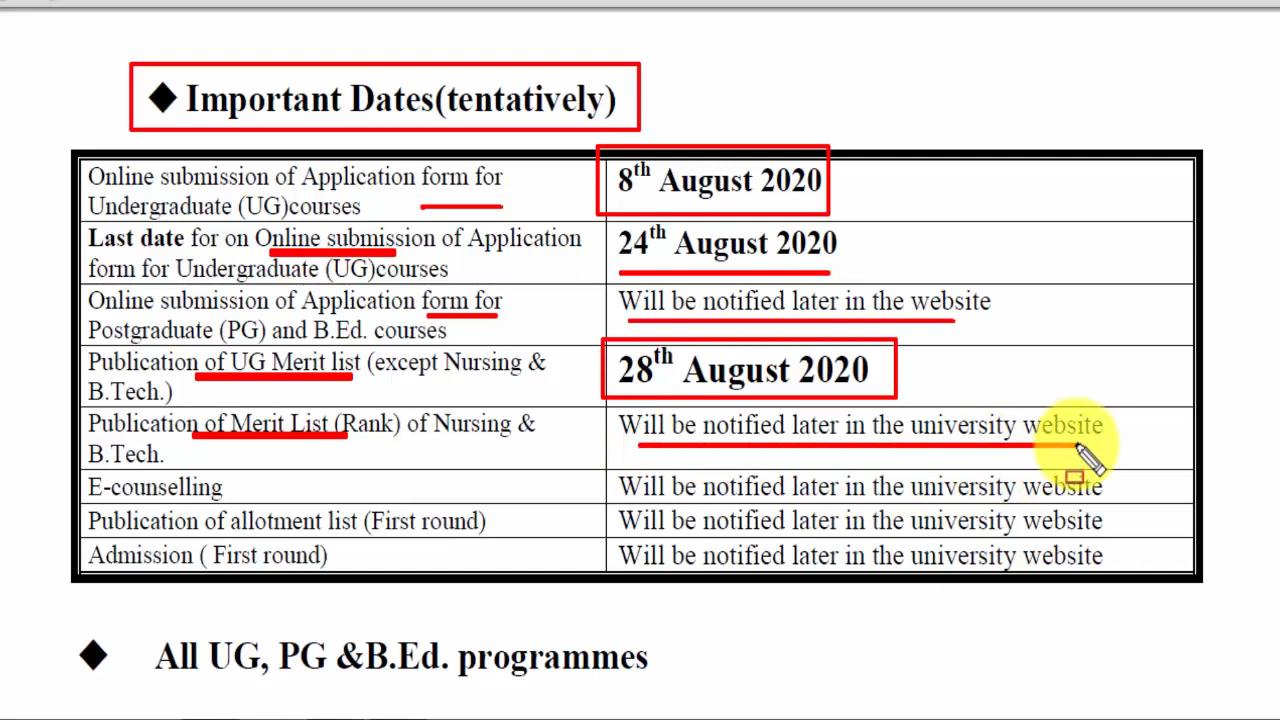 ◆ Important Dates(tentatively)
Online submission of Application form for
Undergraduate (UG)courses
8th August 2020
Last date for on Online submission of Application
form for Undergraduate (UG)courses
24th August 2020
Online submission of Application form for
Postgraduate (PG) and B.Ed. courses
Will be notified later in the website
Publication of UG Merit list (except Nursing &
B.Tech.)
28th August 2020
Publication of Merit List (Rank) of Nursing &
B.Tech.
Will be notified later in the university website
E-counselling
Will be notified later in the university website
Publication of allotment list (First round)
Will be notified later in the university website
Admission ( First round)
Will be notified later in the university website
◆ All UG, PG &B.Ed. programmes